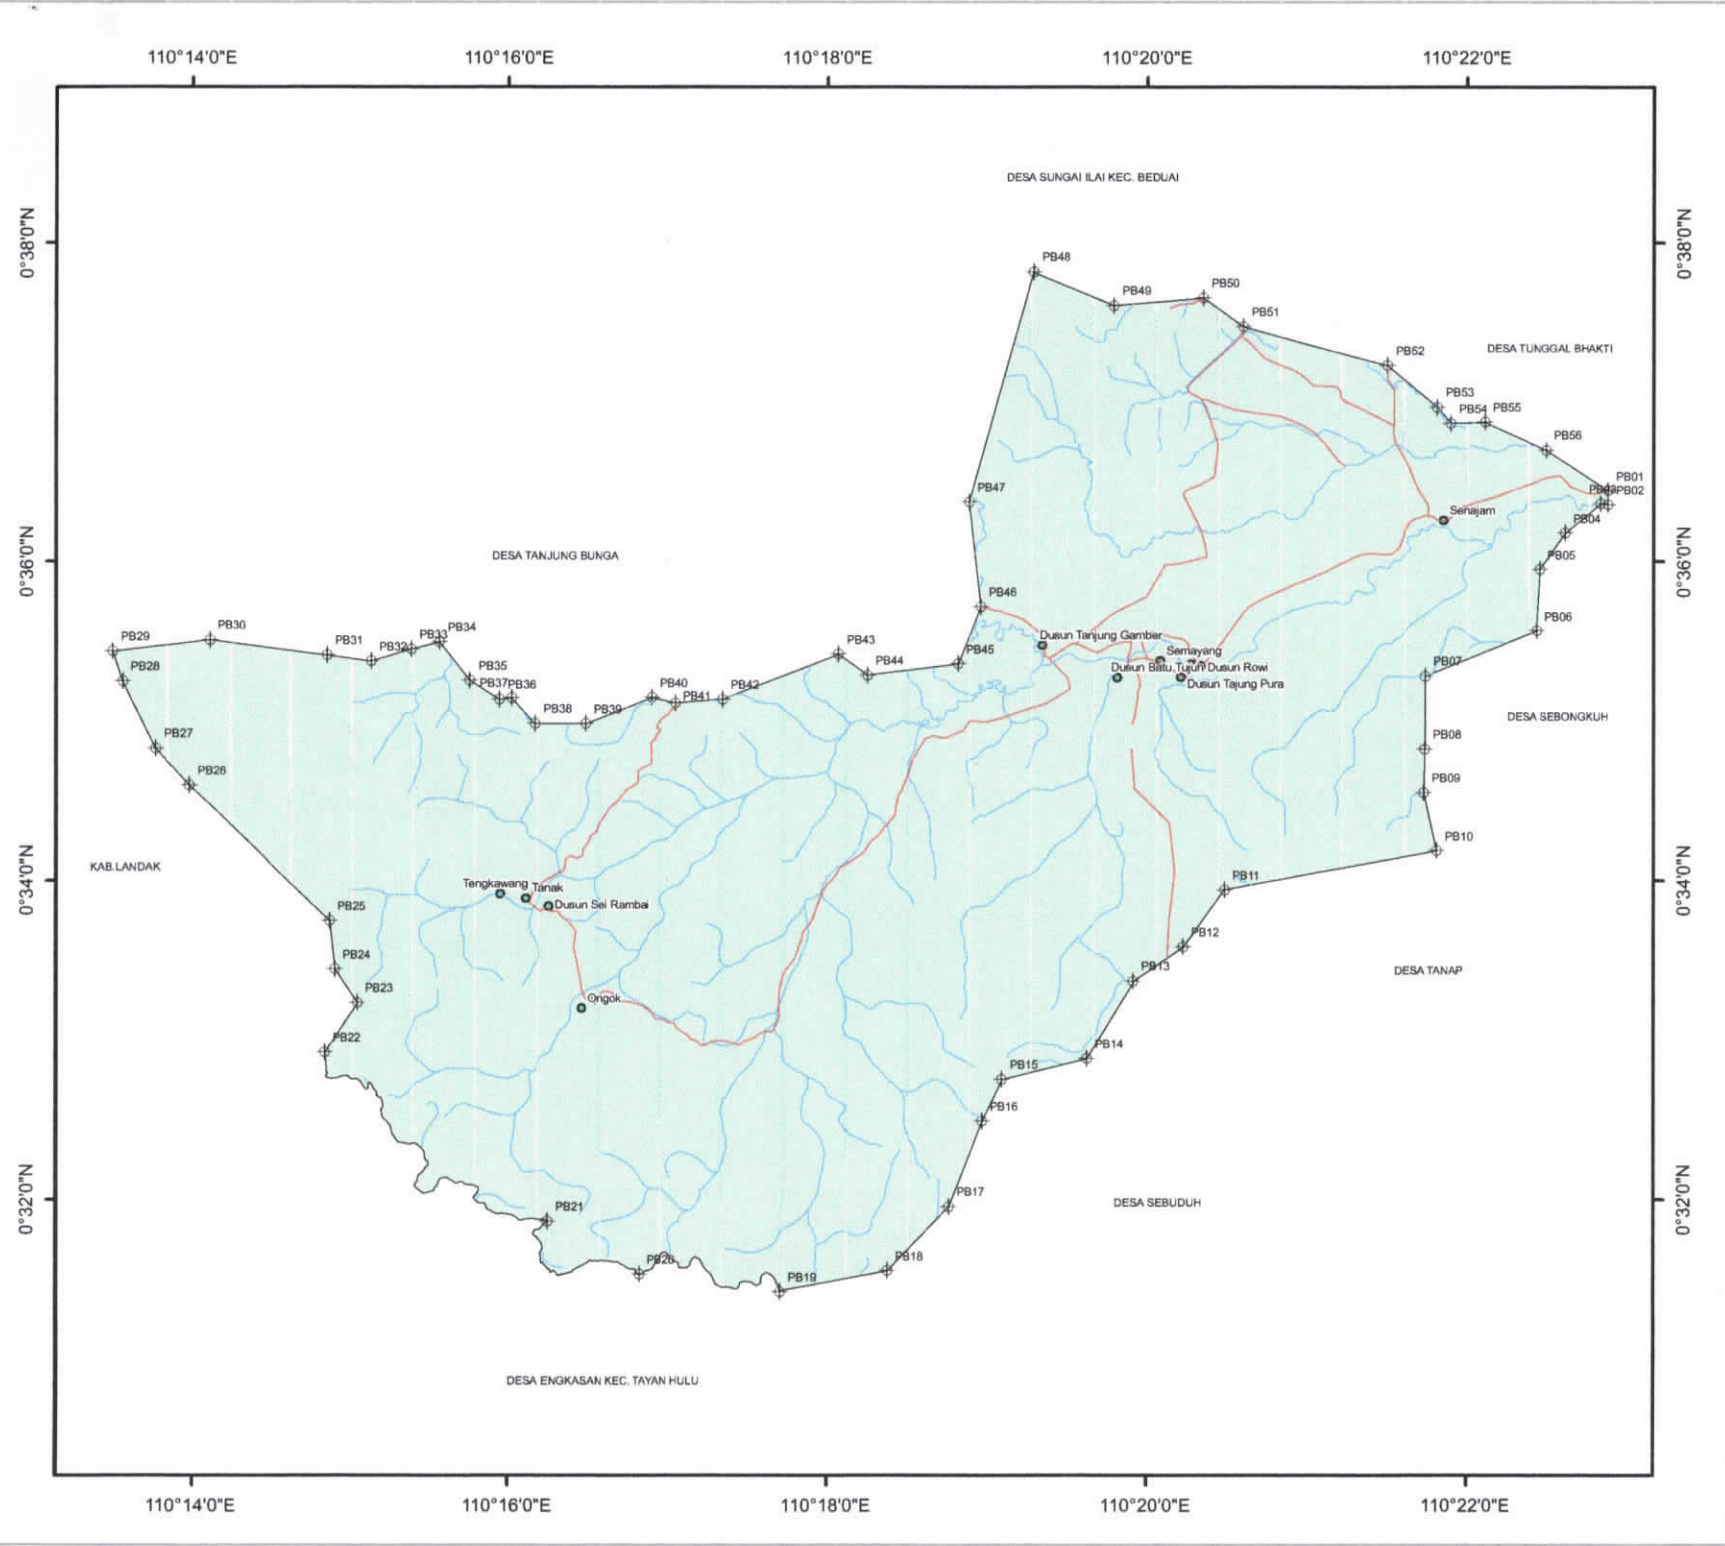 110°14'0"E
110°16'0"E
110°18'0"E
110°20'0"E
110°22'0"E
DESA SUNGAI ILAI KEC. BEDUAI
0°38'0"N
0°38'0"N
PB48
PB49
PB50
PB51
DESA TUNGGAL BHAKTI
PB52
PB53
PB54
PB55
PB56
PB01
PB02
PB47
Senajam
PB04
DESA TANJUNG BUNGA
PB05
0°36'0"N
0°36'0"N
PB46
PB06
PB29
PB30
PB31
PB32
PB33
PB34
PB43
PB45
Dusun Tanjung Gamber
Semayang
PB28
PB35
PB44
Dusun Batu Tujuh
Dusun Rowi
PB07
PB37
PB36
PB40
PB41
PB42
Dusun Tajung Pura
PB38
PB39
DESA SEBONGKUH
PB27
PB08
PB26
PB09
PB10
KAB.LANDAK
0°34'0"N
0°34'0"N
PB11
Tengkawang
Tanak
Dusun Sei Rambai
PB25
PB12
PB24
PB13
DESA TANAP
PB23
Ongok
PB22
PB14
PB15
PB16
0°32'0"N
0°32'0"N
PB17
DESA SEBUDUH
PB21
PB20
PB18
PB19
DESA ENGKASAN KEC. TAYAN HULU
110°14'0"E
110°16'0"E
110°18'0"E
110°20'0"E
110°22'0"E